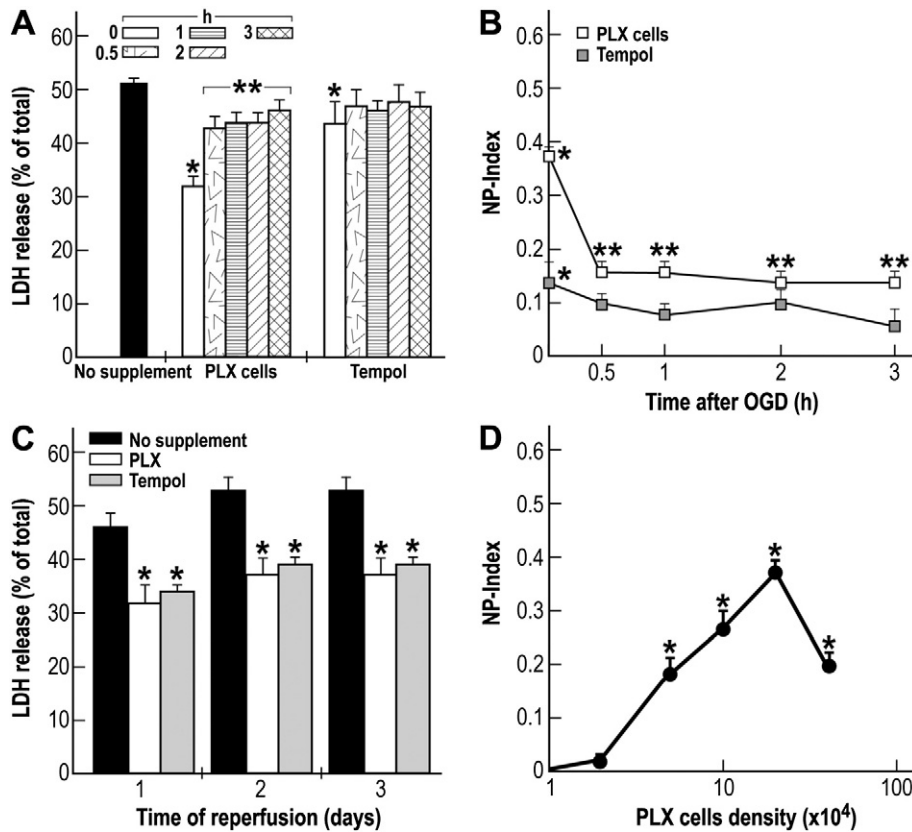 A
h
0 1 3
0.5 2
60
50
40
30
20
10
0
LDH release (% of total)
*
**
*
No supplement PLX cells Tempol
B
PLX cells
Tempol
0.6
0.4
0.3
0.2
0.1
0
NP-Index
*
** ** ** **
*
0.5 1 2 3
Time after OGD (h)
C
No supplement
PLX
Tempol
60
50
40
30
20
10
0
LDH release (% of total)
* * * * * *
1 2 3
Time of reperfusion (days)
D
0.6
0.4
0.3
0.2
0.1
0
NP-Index
*
*
*
*
1 10 100
PLX cells density (x10⁴)